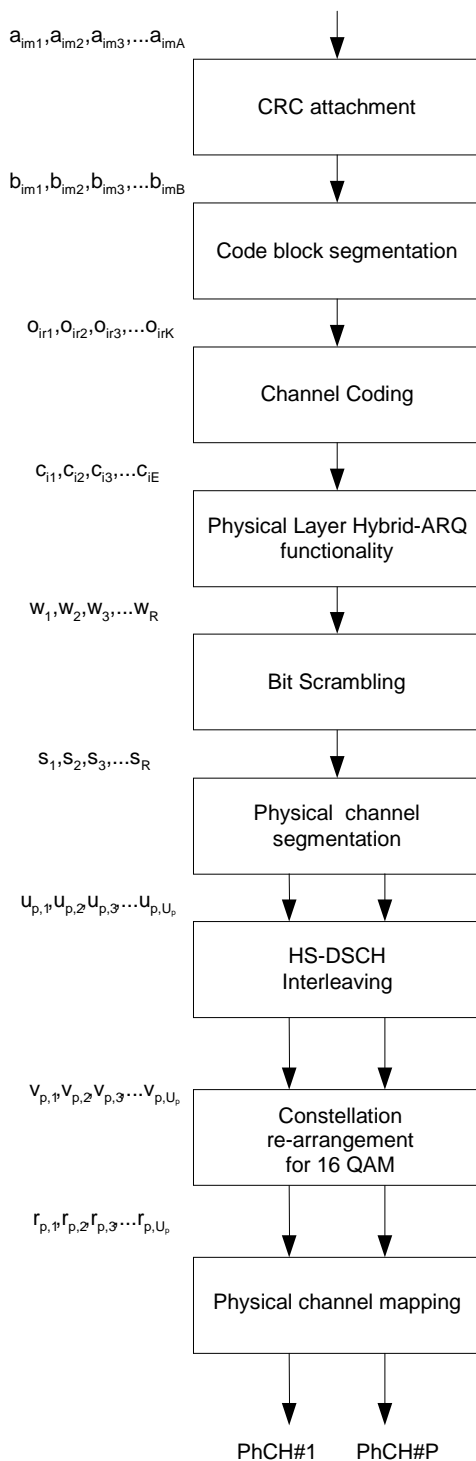 a_im1,a_im2,a_im3,...a_imA
CRC attachment
b_im1,b_im2,b_im3,...b_imB
Code block segmentation
o_ir1,o_ir2,o_ir3,...o_irK
Channel Coding
c_i1,c_i2,c_i3,...c_iE
Physical Layer Hybrid-ARQ
functionality
w_1,w_2,w_3,...w_R
Bit Scrambling
s_1,s_2,s_3,...s_R
Physical channel
segmentation
u_p,1,u_p,2,u_p,3,...u_p,U_p
HS-DSCH
Interleaving
v_p,1,v_p,2,v_p,3,...v_p,U_p
Constellation
re-arrangement
for 16 QAM
r_p,1,r_p,2,r_p,3,...r_p,U_p
Physical channel mapping
PhCH#1 PhCH#P